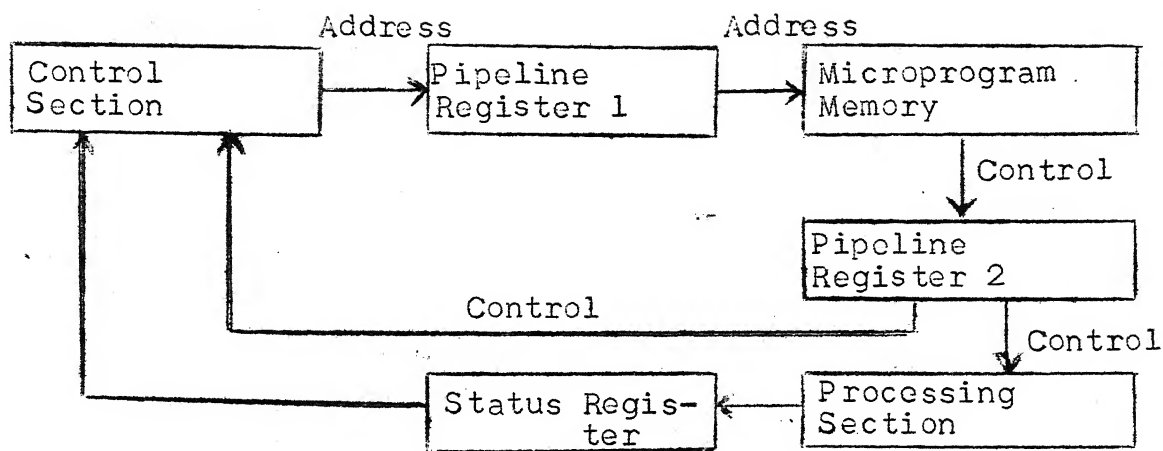 Address
Address
Control
Section
Pipeline
Register 1
Microprogram
Memory
Control
Pipeline
Register 2
Control
Control
Status Regis-
ter
Processing
Section